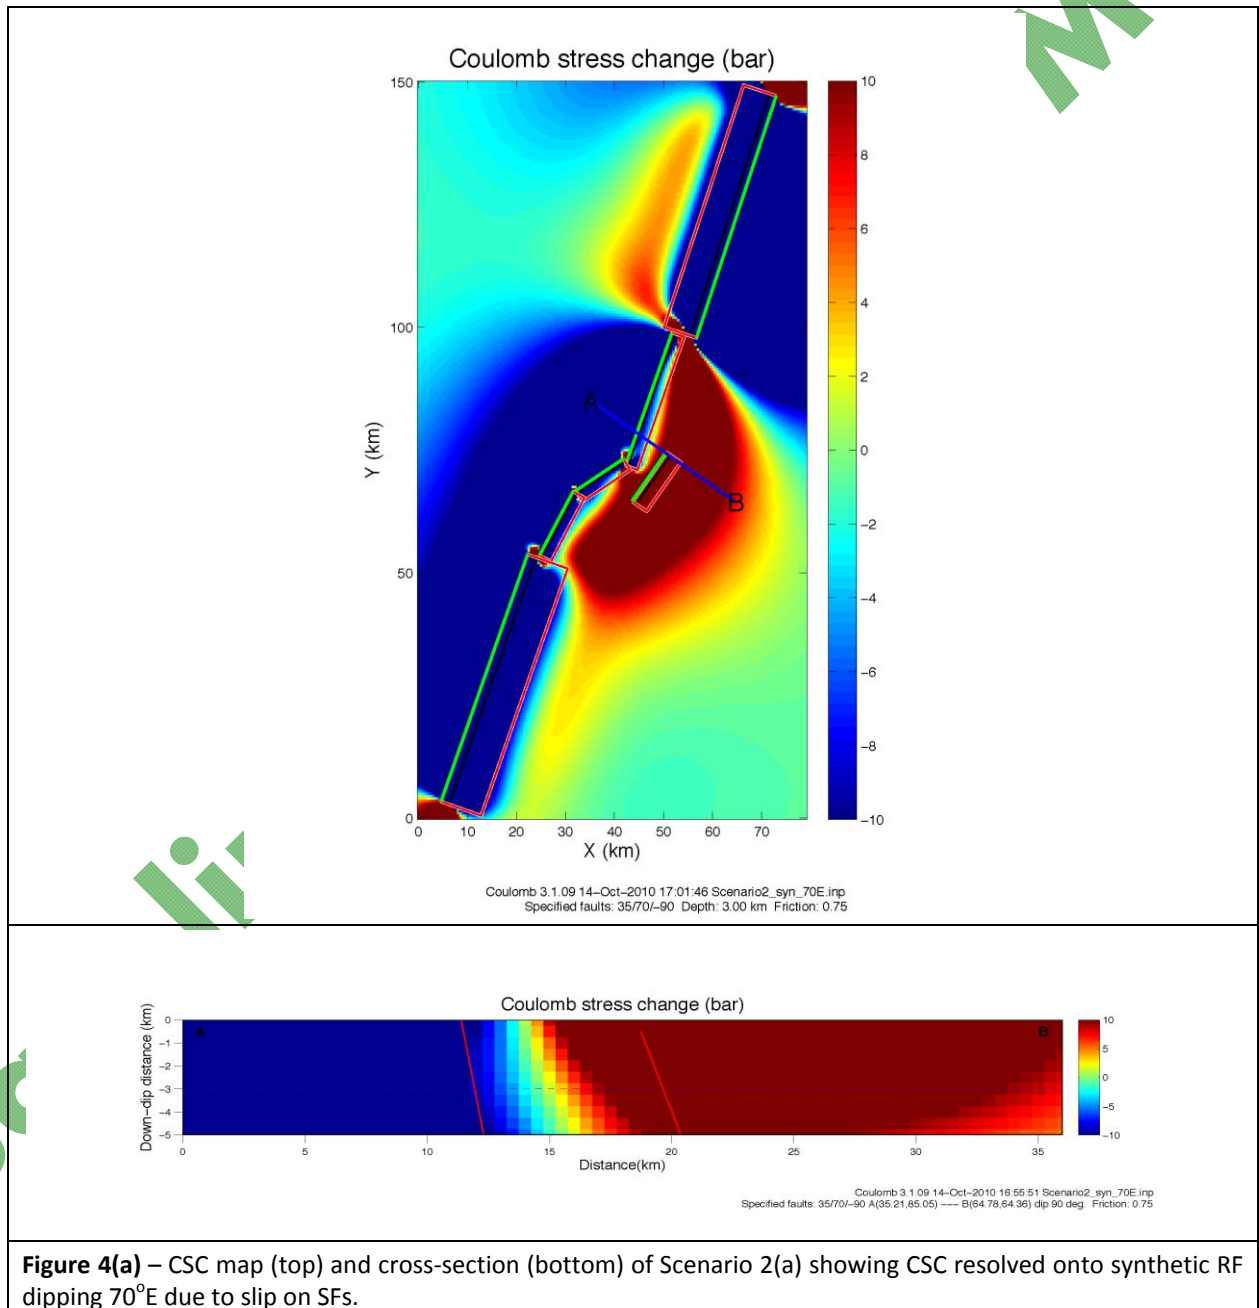 Coulomb stress change (bar)
150
100
50
0
Y (km)
0 10 20 30 40 50 60 70
X (km)
A
B
10
8
6
4
2
0
−2
−4
−6
−8
−10
Coulomb 3.1.09 14–Oct–2010 17:01:46 Scenario2_syn_70E.inp
Specified faults: 35/70/–90 Depth: 3.00 km Friction: 0.75
Coulomb stress change (bar)
Down–dip distance (km)
0
−1
−2
−3
−4
−5
A
B
0 5 10 15 20 25 30 35
Distance(km)
10
5
0
−5
−10
Coulomb 3.1.09 14–Oct–2010 16:55:51 Scenario2_syn_70E.inp
Specified faults: 35/70/–90 A(35.21,85.05) ––– B(64.78,64.36) dip 90 deg. Friction: 0.75
Figure 4(a) – CSC map (top) and cross-section (bottom) of Scenario 2(a) showing CSC resolved onto synthetic RF
dipping 70°E due to slip on SFs.